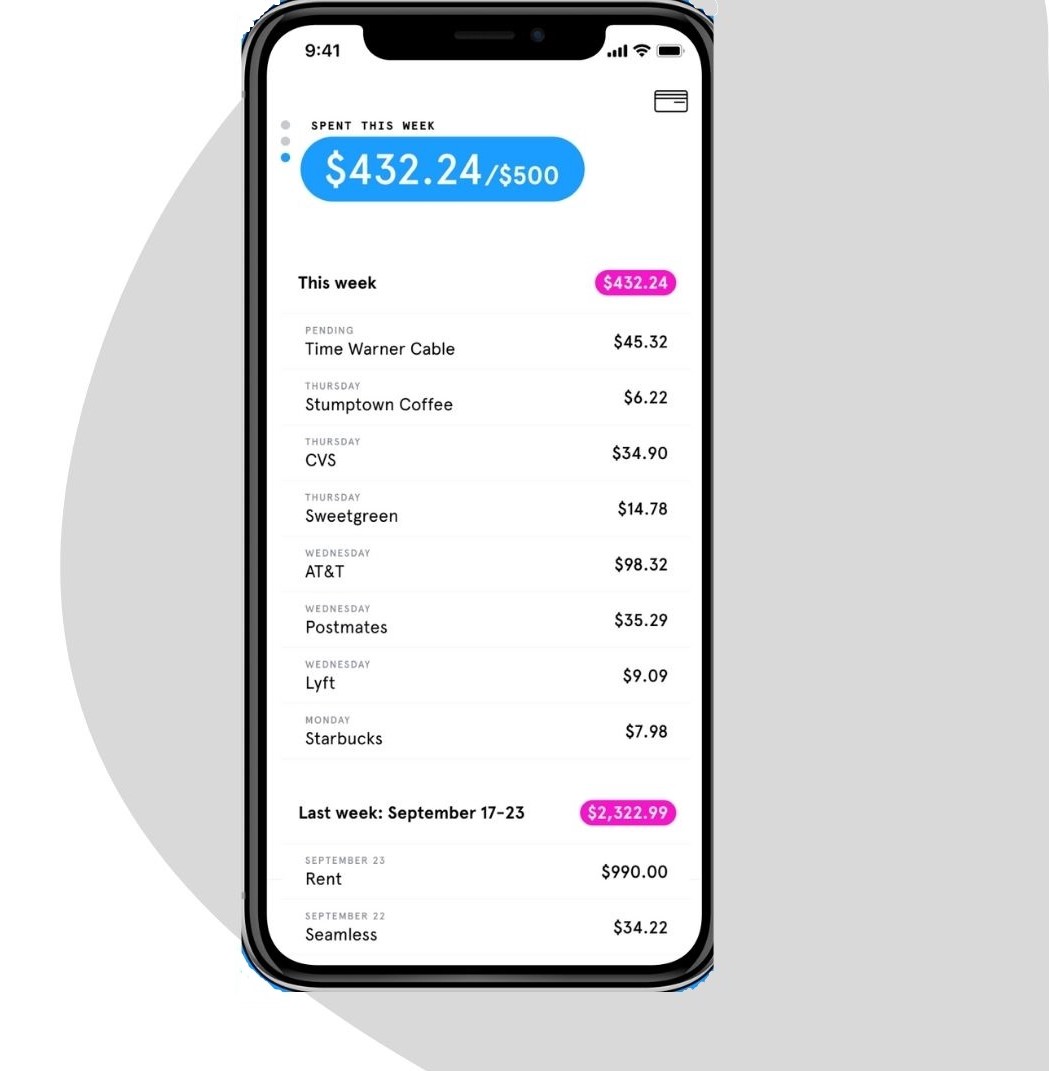 9:41
SPENT THIS WEEK
$432.24/$500
This week $432.24
PENDING
Time Warner Cable $45.32
THURSDAY
Stumptown Coffee $6.22
THURSDAY
CVS $34.90
THURSDAY
Sweetgreen $14.78
WEDNESDAY
AT&T $98.32
WEDNESDAY
Postmates $35.29
WEDNESDAY
Lyft $9.09
MONDAY
Starbucks $7.98
Last week: September 17-23 $2,322.99
SEPTEMBER 23
Rent $990.00
SEPTEMBER 22
Seamless $34.22